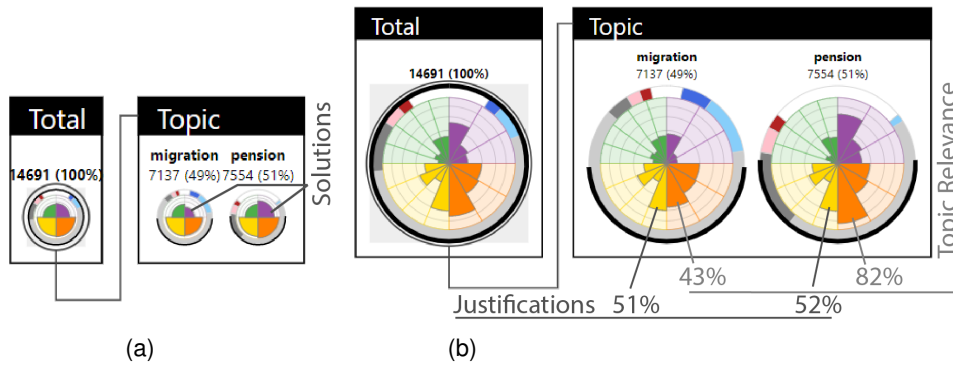 Total
Topic
14691 (100%)
migration
7137 (49%)
pension
7554 (51%)
Solutions
(a)
Total
Topic
14691 (100%)
migration
7137 (49%)
pension
7554 (51%)
Topic Relevance
43%
82%
Justifications 51%
52%
(b)